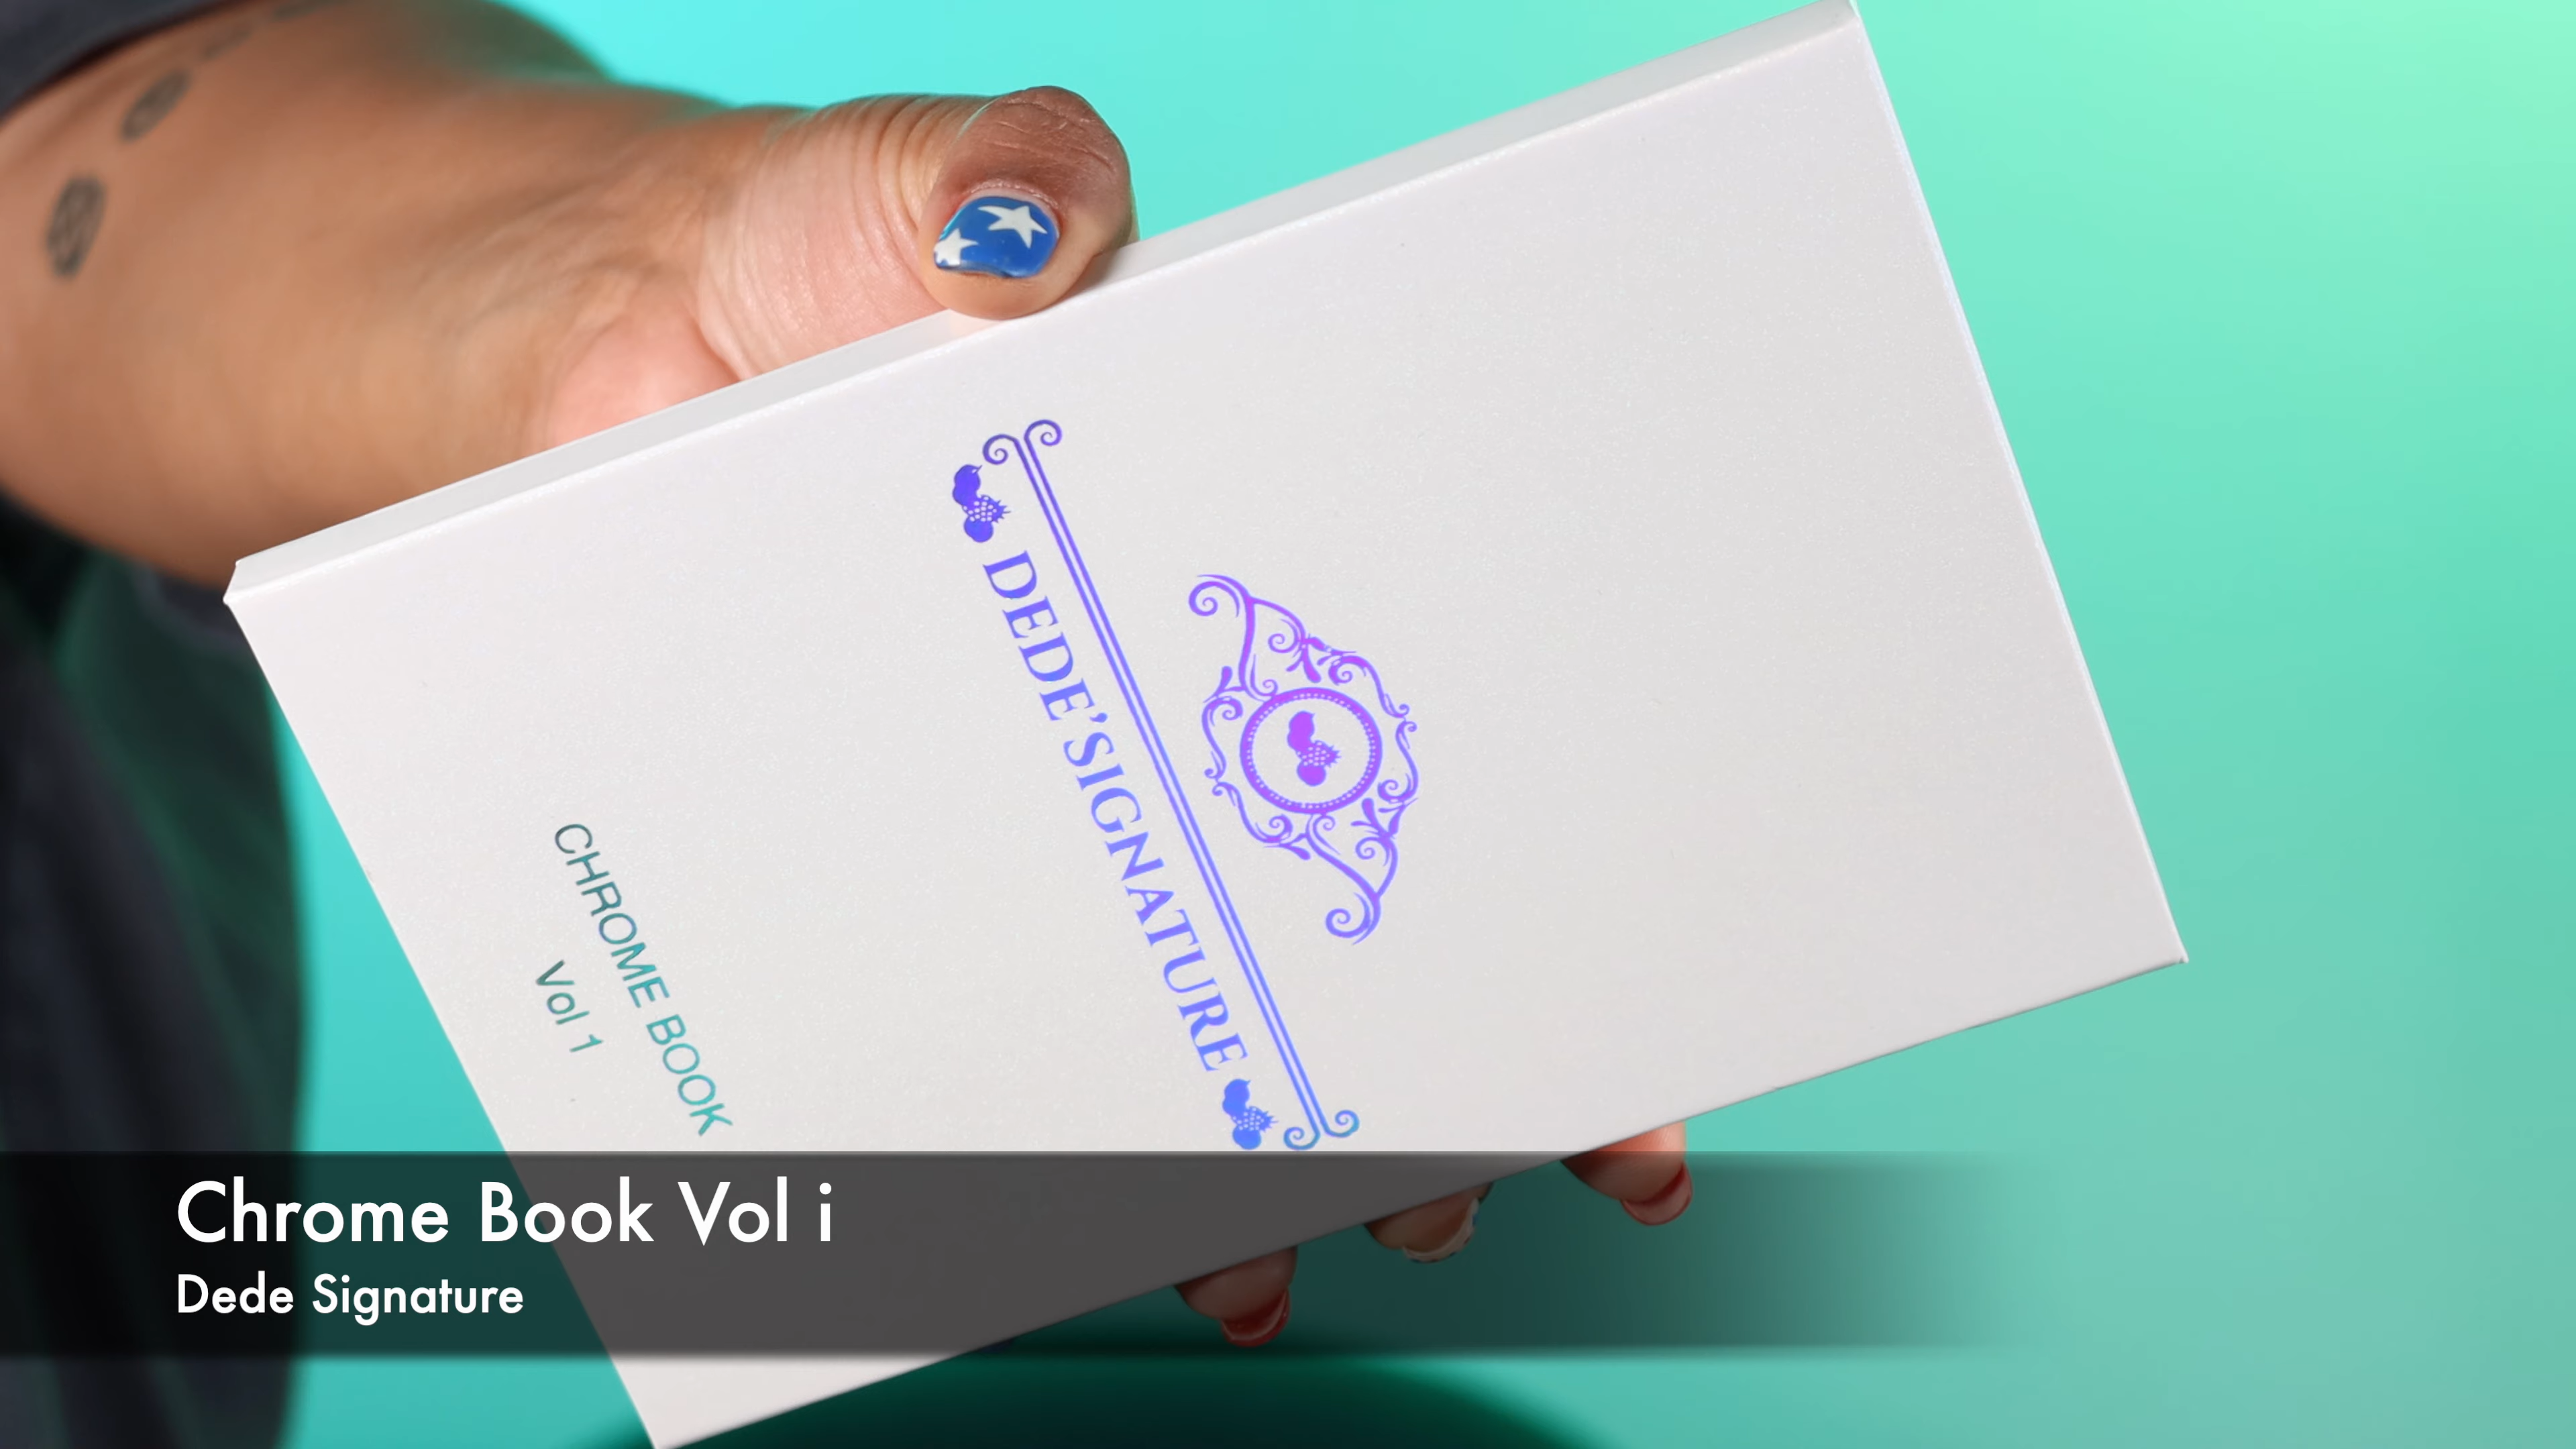 DEDE'SIGNATURE
CHROME BOOK
Vol 1
Chrome Book Vol i
Dede Signature